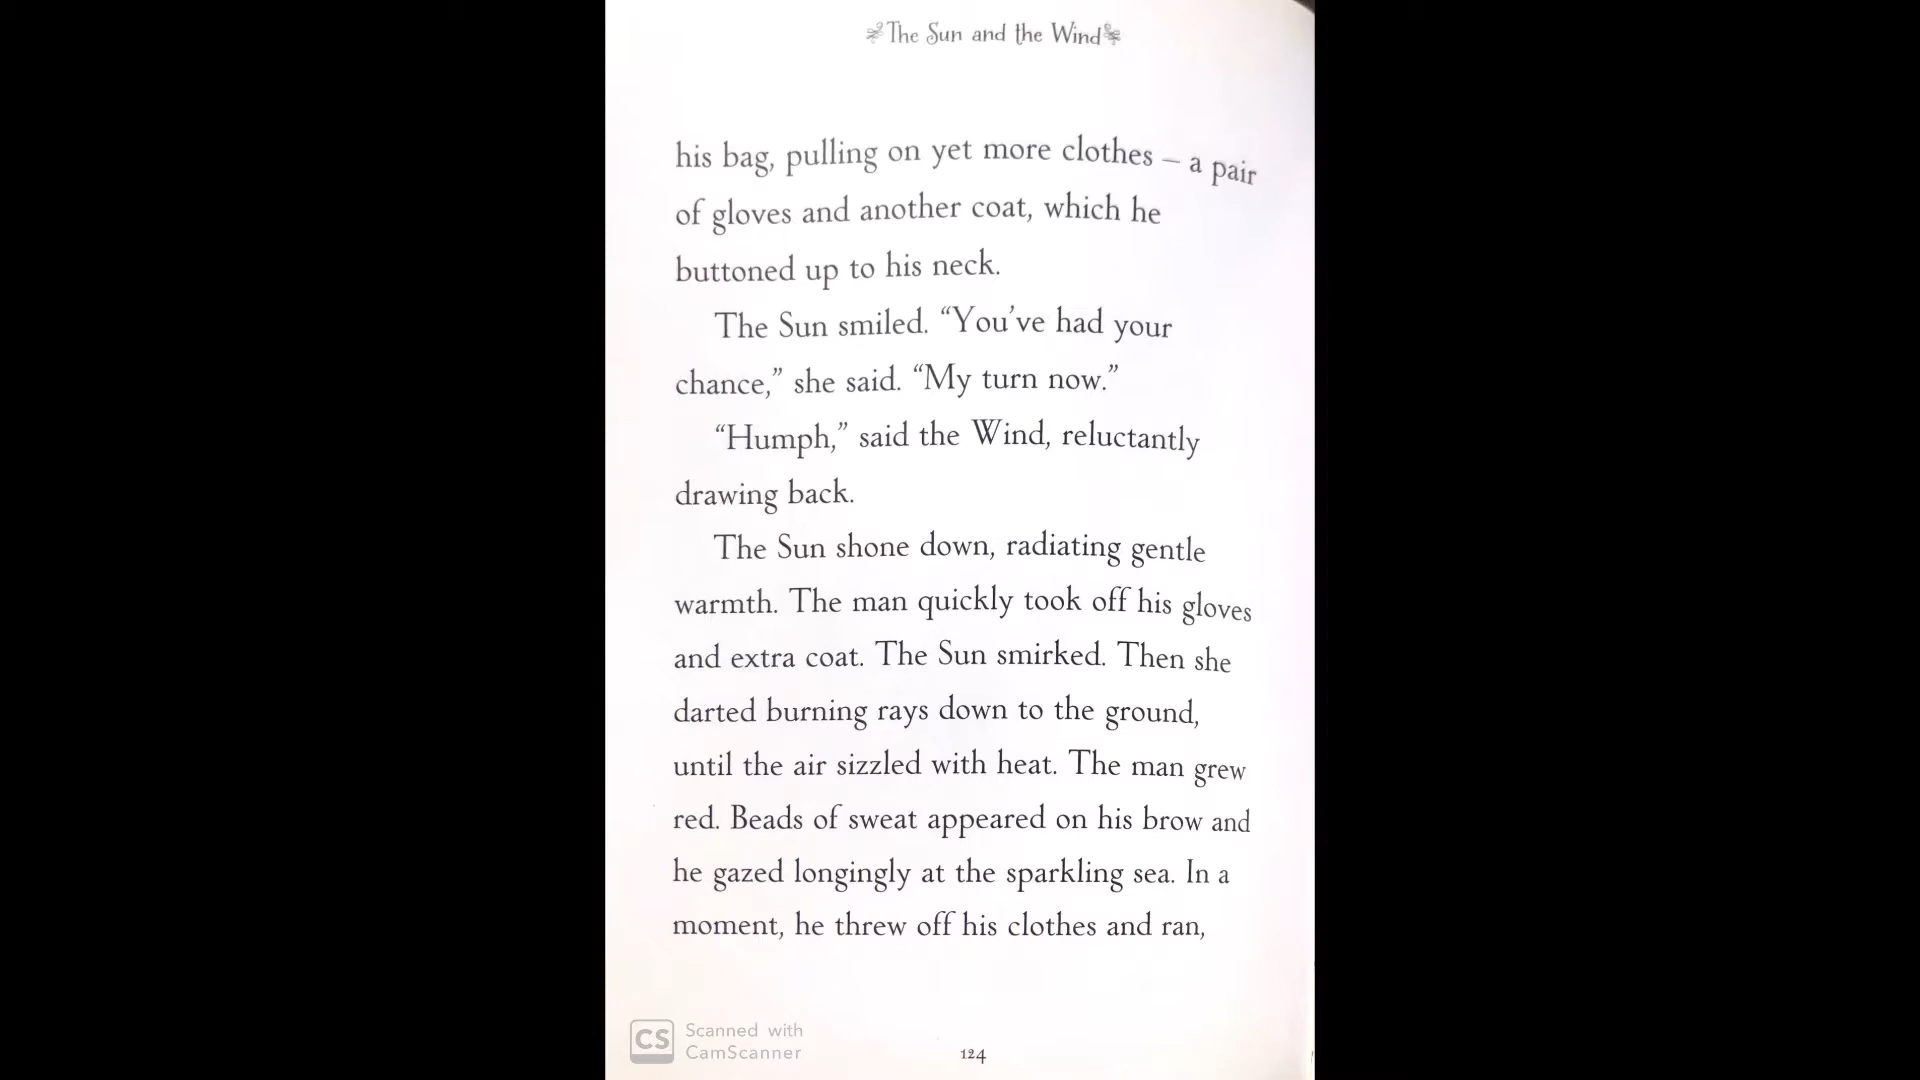 The Sun and the Wind
his bag, pulling on yet more clothes – a pair
of gloves and another coat, which he
buttoned up to his neck.
The Sun smiled. “You’ve had your
chance,” she said. “My turn now.”
“Humph,” said the Wind, reluctantly
drawing back.
The Sun shone down, radiating gentle
warmth. The man quickly took off his gloves
and extra coat. The Sun smirked. Then she
darted burning rays down to the ground,
until the air sizzled with heat. The man grew
red. Beads of sweat appeared on his brow and
he gazed longingly at the sparkling sea. In a
moment, he threw off his clothes and ran,
CS
Scanned with
CamScanner
124